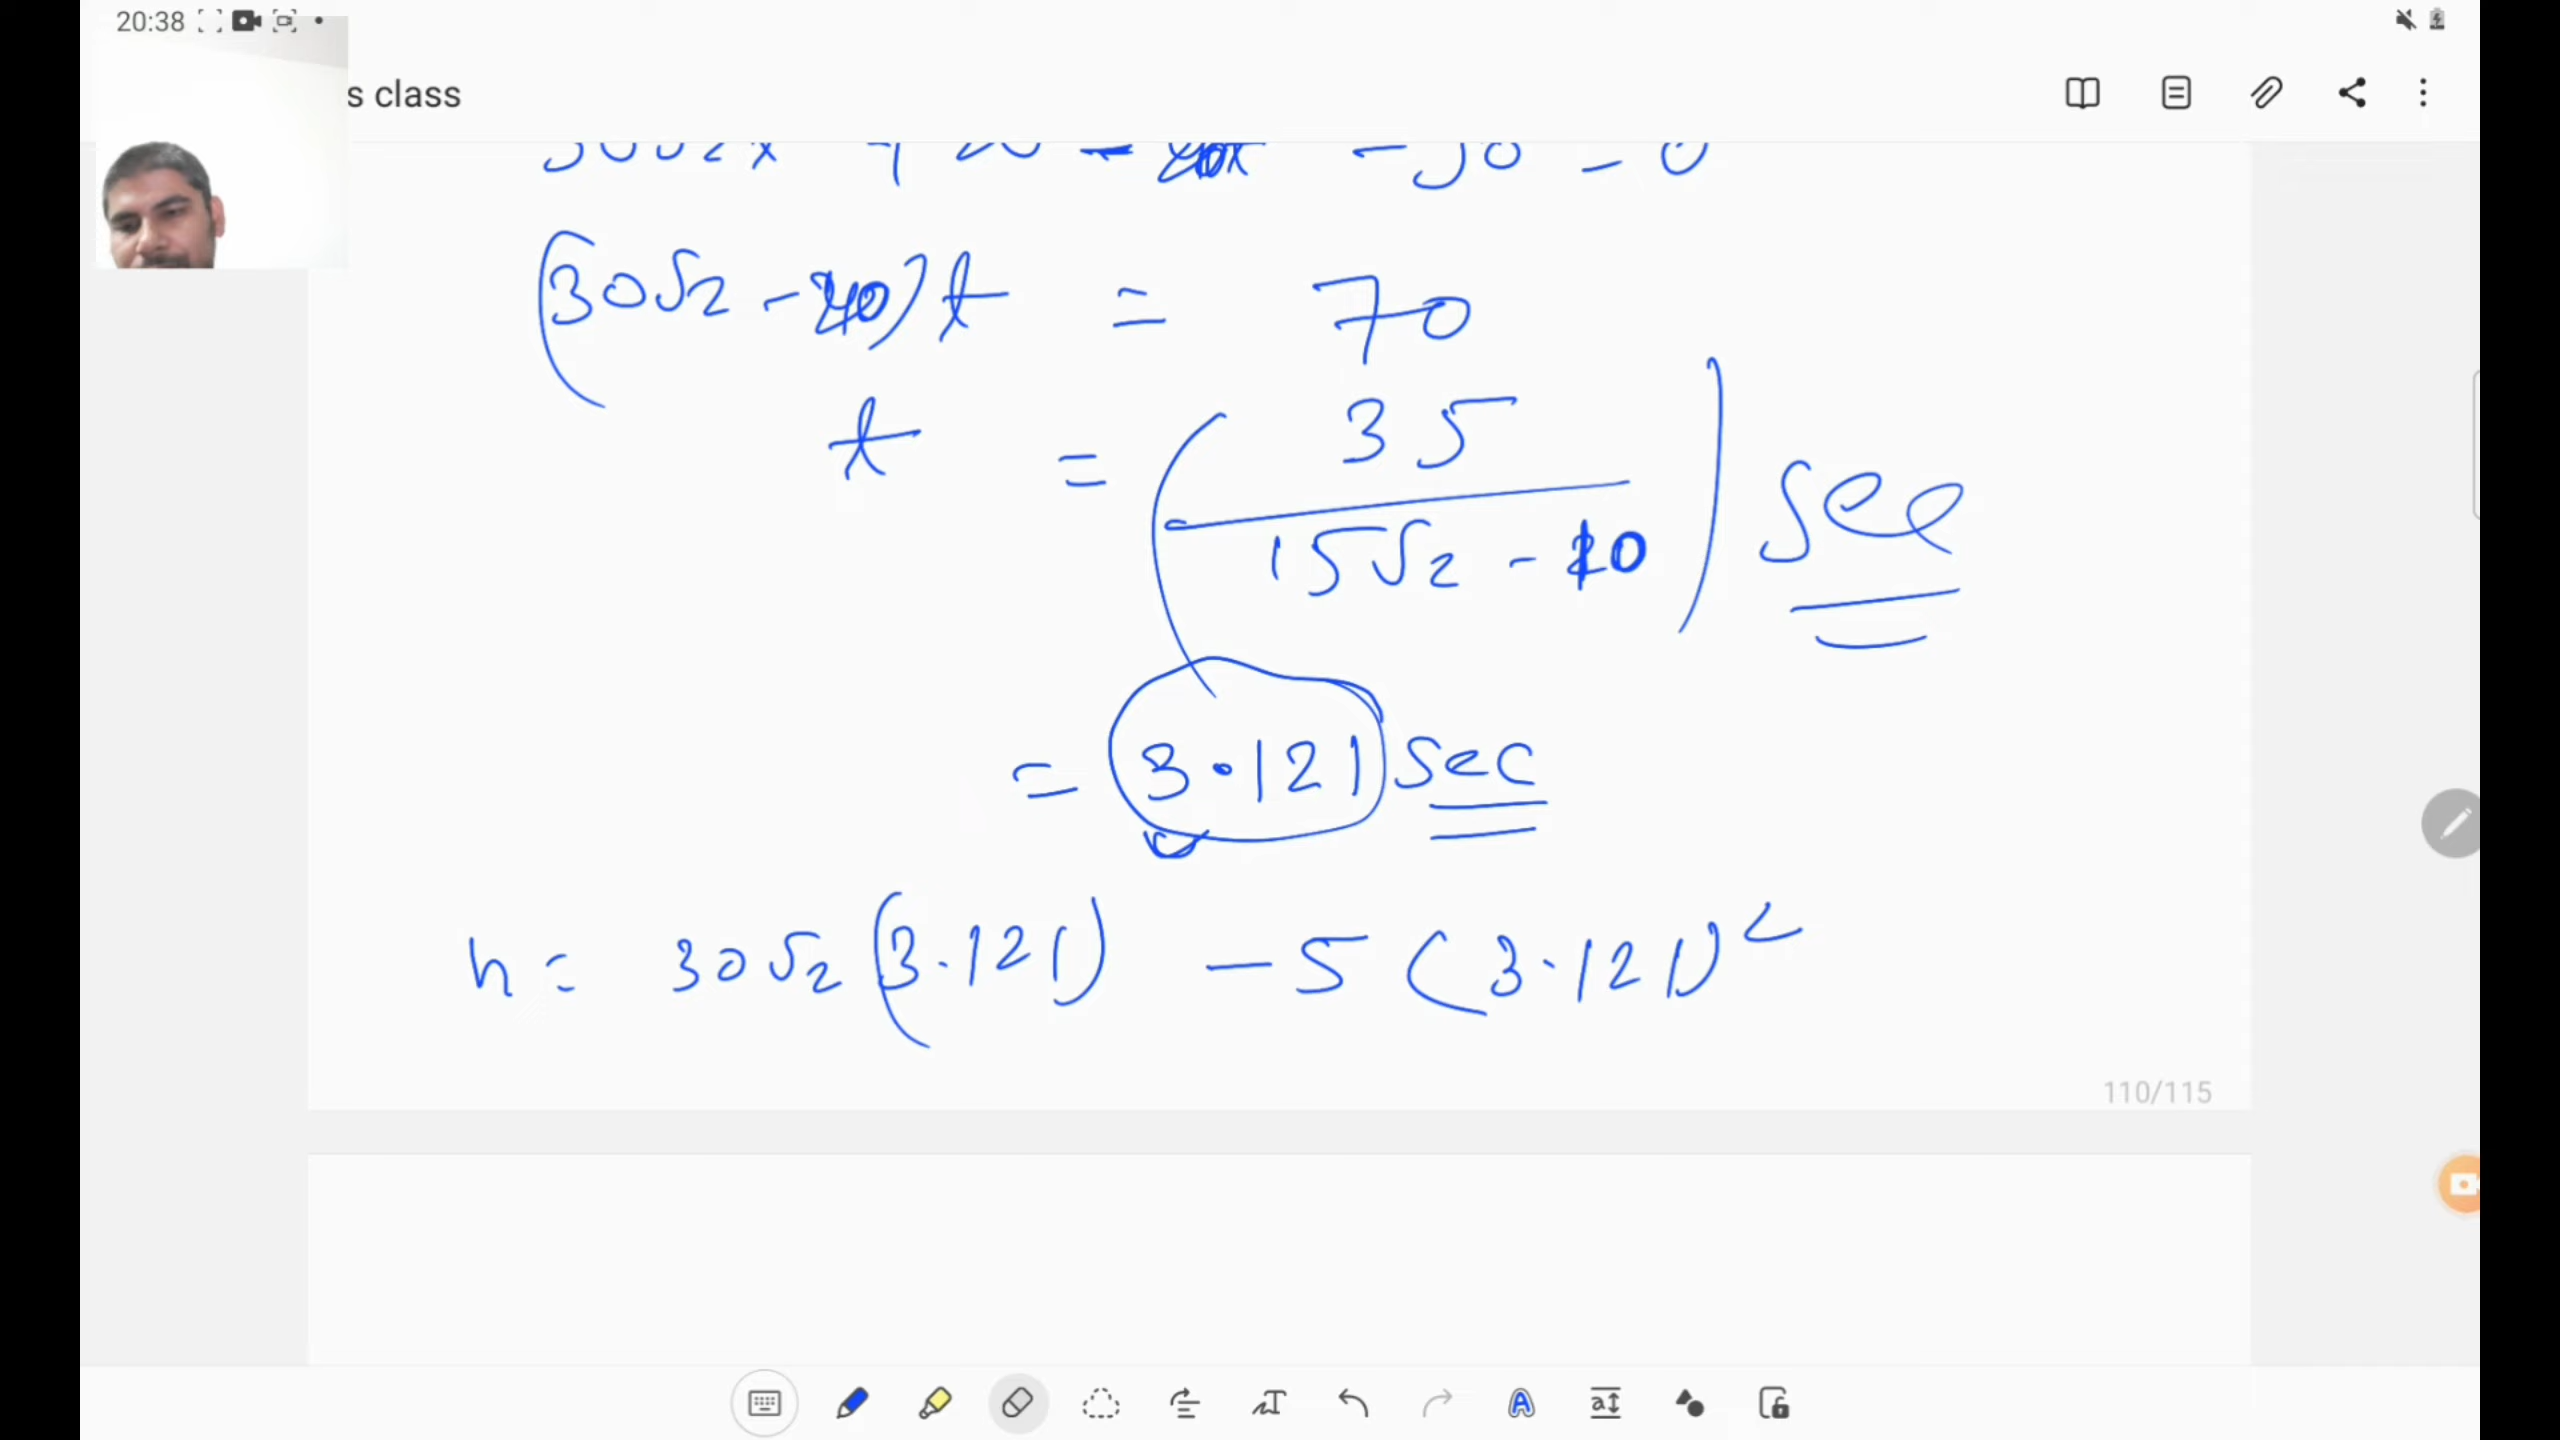 20:38
s class
(30√2 - 20)t = 70
t = (35 / 15√2 - 10) sec
= 3.121 sec
h = 30√2 (3.121) - 5 (3.121)²
110/115